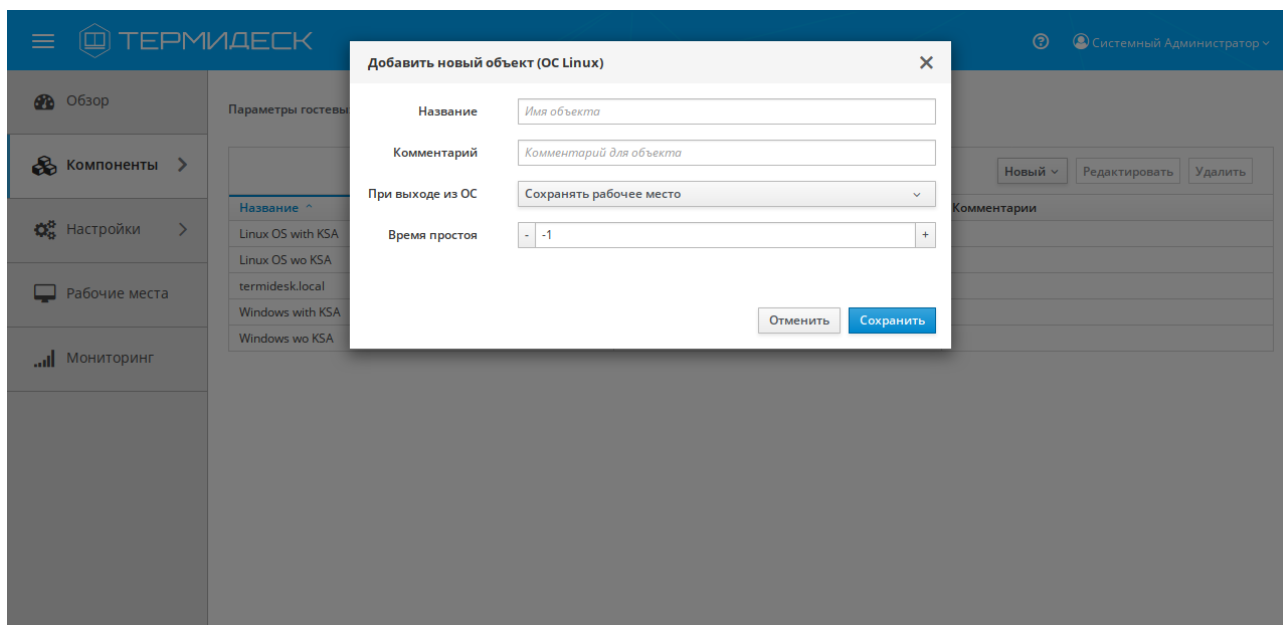 ТЕРМИДЕСК
Системный Администратор
Добавить новый объект (ОС Linux)
Обзор
Параметры гостевы
Название
Имя объекта
Комментарий
Комментарий для объекта
Компоненты
Новый
Редактировать
Удалить
При выходе из ОС
Сохранять рабочее место
Название
Комментарии
Настройки
Linux OS with KSA
Время простоя
- -1 +
Linux OS wo KSA
termidesk.local
Рабочие места
Windows with KSA
Отменить
Сохранить
Windows wo KSA
Мониторинг